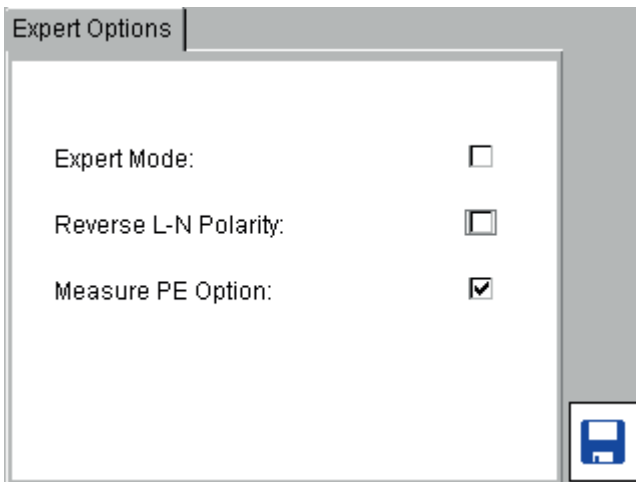 Expert Options
Expert Mode:
Reverse L-N Polarity:
Measure PE Option: